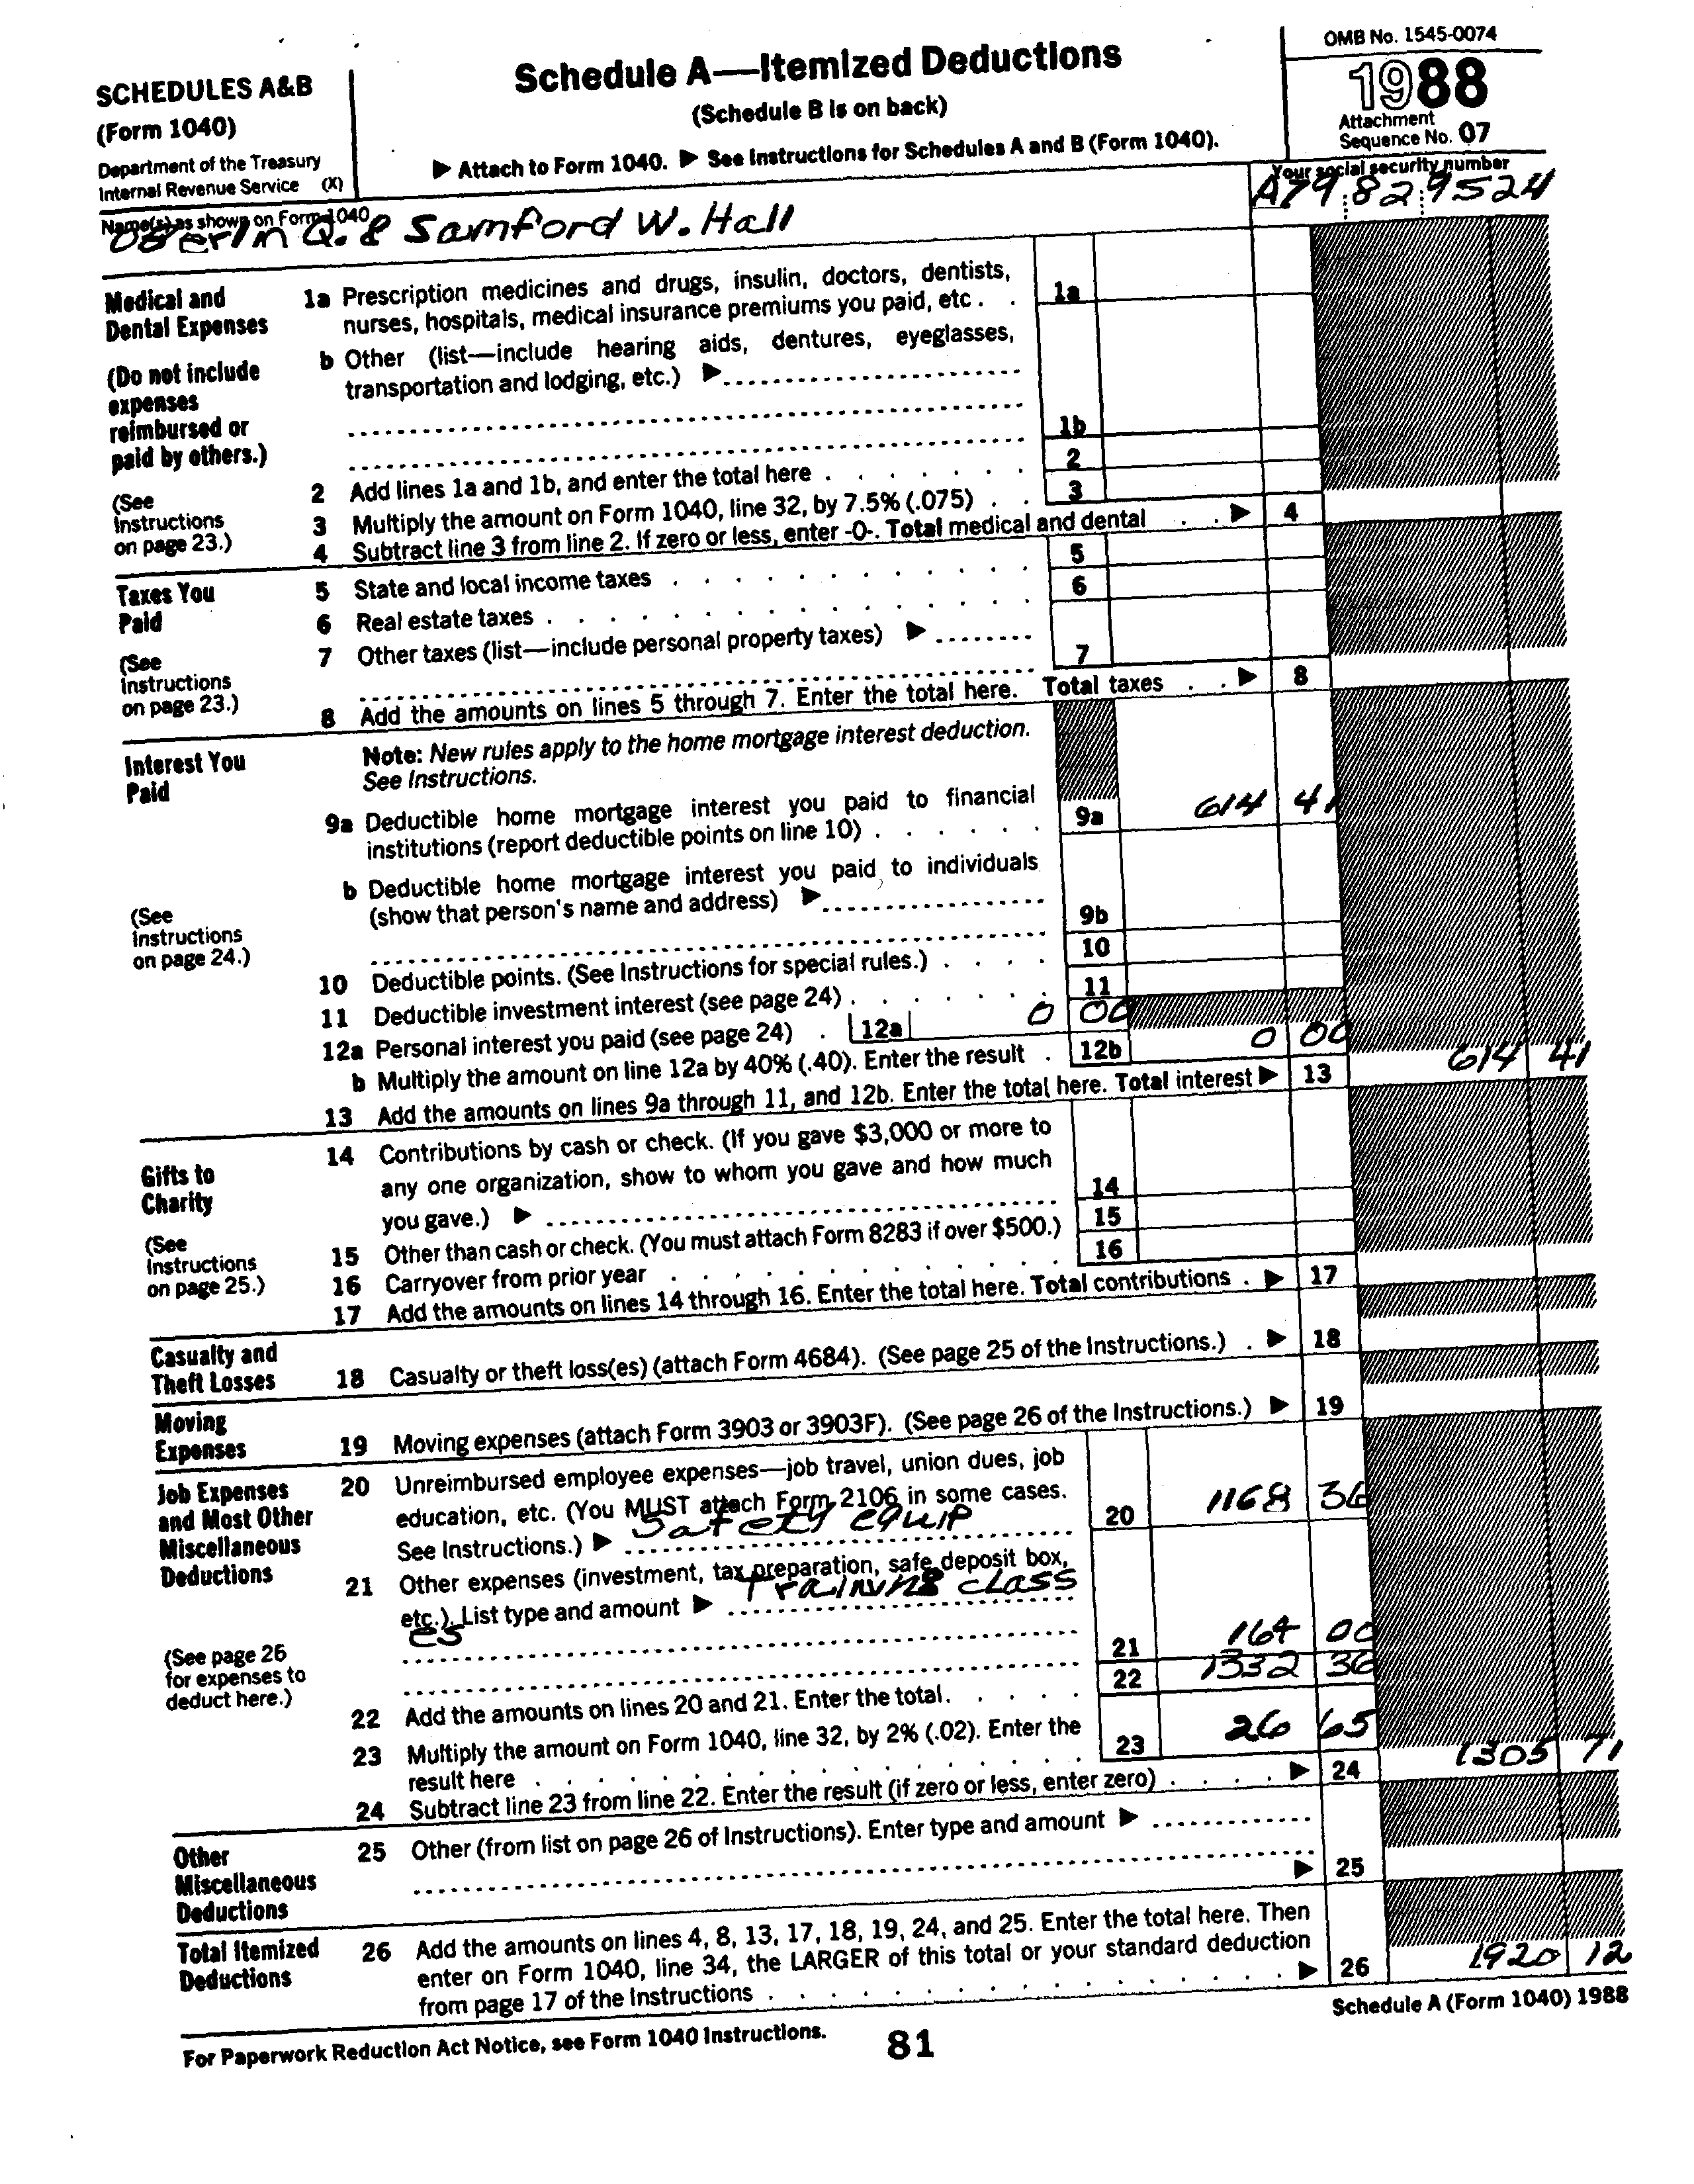 SCHEDULES A&B
(Form 1040)
Department of the Treasury
Internal Revenue Service (X)
Schedule A—Itemized Deductions
(Schedule B is on back)
▶ Attach to Form 1040. ▶ See Instructions for Schedules A and B (Form 1040).
OMB No. 1545-0074
1988
Attachment
Sequence No. 07
Name(s) as shown on Form 1040
Oberlin Q. & Samford W. Hall
Your social security number
A79 82 9524
Medical and
Dental Expenses
(Do not include
expenses
reimbursed or
paid by others.)
(See
Instructions
on page 23.)
1a Prescription medicines and drugs, insulin, doctors, dentists,
nurses, hospitals, medical insurance premiums you paid, etc . . 1a
b Other (list—include hearing aids, dentures, eyeglasses,
transportation and lodging, etc.) ▶
1b
2 Add lines 1a and 1b, and enter the total here . . . . . . . 2
3 Multiply the amount on Form 1040, line 32, by 7.5% (.075) . . 3
4 Subtract line 3 from line 2. If zero or less, enter -0-. Total medical and dental . . ▶ 4
Taxes You
Paid
(See
Instructions
on page 23.)
5 State and local income taxes . . . . . . . . . . . . 5
6 Real estate taxes . . . . . . . . . . . . . . . 6
7 Other taxes (list—include personal property taxes) ▶
7
8 Add the amounts on lines 5 through 7. Enter the total here. Total taxes . . ▶ 8
Interest You
Paid
(See
Instructions
on page 24.)
Note: New rules apply to the home mortgage interest deduction.
See Instructions.
9a Deductible home mortgage interest you paid to financial
institutions (report deductible points on line 10) . . . . . . 9a 614 41
b Deductible home mortgage interest you paid to individuals
(show that person's name and address) ▶
9b
10 Deductible points. (See Instructions for special rules.) . . . . 10
11 Deductible investment interest (see page 24) . . . . . . . 11
12a Personal interest you paid (see page 24) . 12a 0 00
b Multiply the amount on line 12a by 40% (.40). Enter the result . 12b 0 00
13 Add the amounts on lines 9a through 11, and 12b. Enter the total here. Total interest ▶ 13 614 41
Gifts to
Charity
(See
Instructions
on page 25.)
14 Contributions by cash or check. (If you gave $3,000 or more to
any one organization, show to whom you gave and how much
you gave.) ▶ 14
15 Other than cash or check. (You must attach Form 8283 if over $500.) 15
16 Carryover from prior year . . . . . . . . . . . . 16
17 Add the amounts on lines 14 through 16. Enter the total here. Total contributions . ▶ 17
Casualty and
Theft Losses
18 Casualty or theft loss(es) (attach Form 4684). (See page 25 of the Instructions.) . ▶ 18
Moving
Expenses
19 Moving expenses (attach Form 3903 or 3903F). (See page 26 of the Instructions.) ▶ 19
Job Expenses
and Most Other
Miscellaneous
Deductions
(See page 26
for expenses to
deduct here.)
20 Unreimbursed employee expenses—job travel, union dues, job
education, etc. (You MUST attach Form 2106 in some cases.
See Instructions.) ▶ Safety equip 20 1168 36
21 Other expenses (investment, tax preparation, safe deposit box,
etc.). List type and amount ▶ Training class
es
21 164 00
22 Add the amounts on lines 20 and 21. Enter the total. . . . . 22 1332 36
23 Multiply the amount on Form 1040, line 32, by 2% (.02). Enter the
result here . . . . . . . . . . . . . . . . 23 26 65
24 Subtract line 23 from line 22. Enter the result (if zero or less, enter zero) . . . . ▶ 24 1305 71
Other
Miscellaneous
Deductions
25 Other (from list on page 26 of Instructions). Enter type and amount ▶
▶ 25
Total Itemized
Deductions
26 Add the amounts on lines 4, 8, 13, 17, 18, 19, 24, and 25. Enter the total here. Then
enter on Form 1040, line 34, the LARGER of this total or your standard deduction
from page 17 of the Instructions . . . . . . . . . . . . . . ▶ 26 1920 12
For Paperwork Reduction Act Notice, see Form 1040 Instructions.
81
Schedule A (Form 1040) 1988